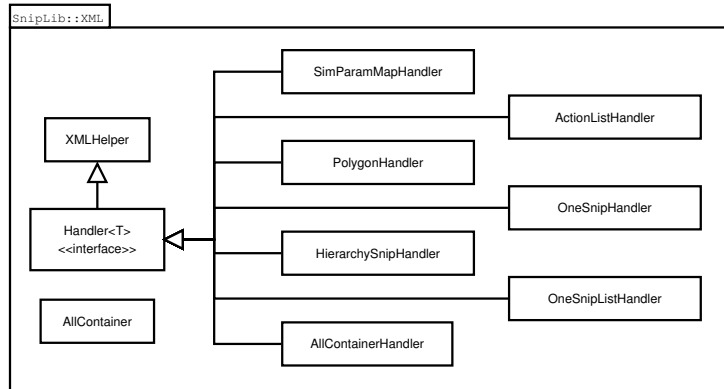 SnipLib::XML
SimParamMapHandler
ActionListHandler
XMLHelper
PolygonHandler
OneSnipHandler
Handler<T>
<<interface>>
HierarchySnipHandler
OneSnipListHandler
AllContainer
AllContainerHandler